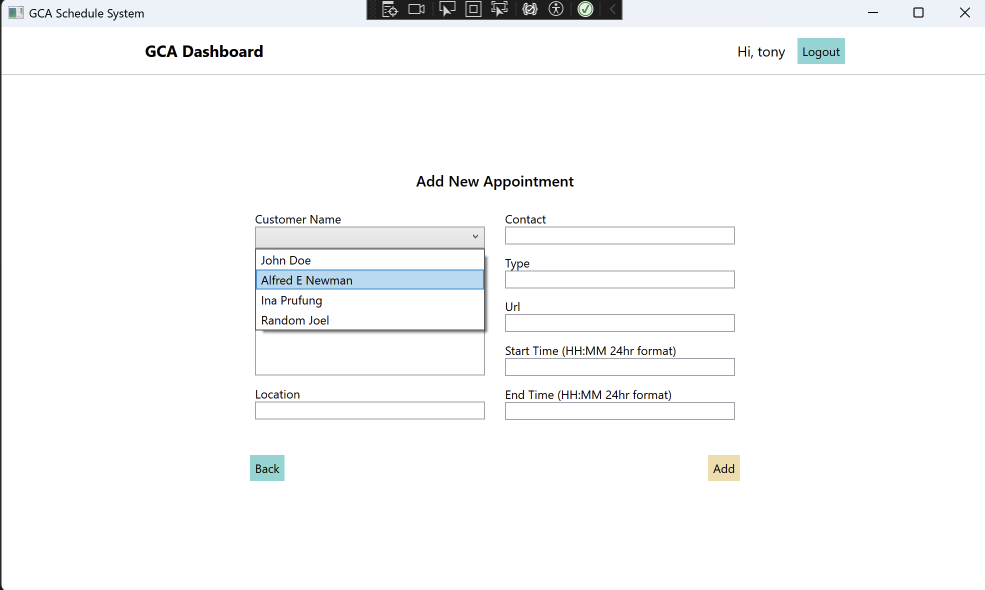 GCA Schedule System
GCA Dashboard
Hi, tony
Logout
Add New Appointment
Customer Name
John Doe
Alfred E Newman
Ina Prufung
Random Joel
Location
Contact
Type
Url
Start Time (HH:MM 24hr format)
End Time (HH:MM 24hr format)
Back
Add